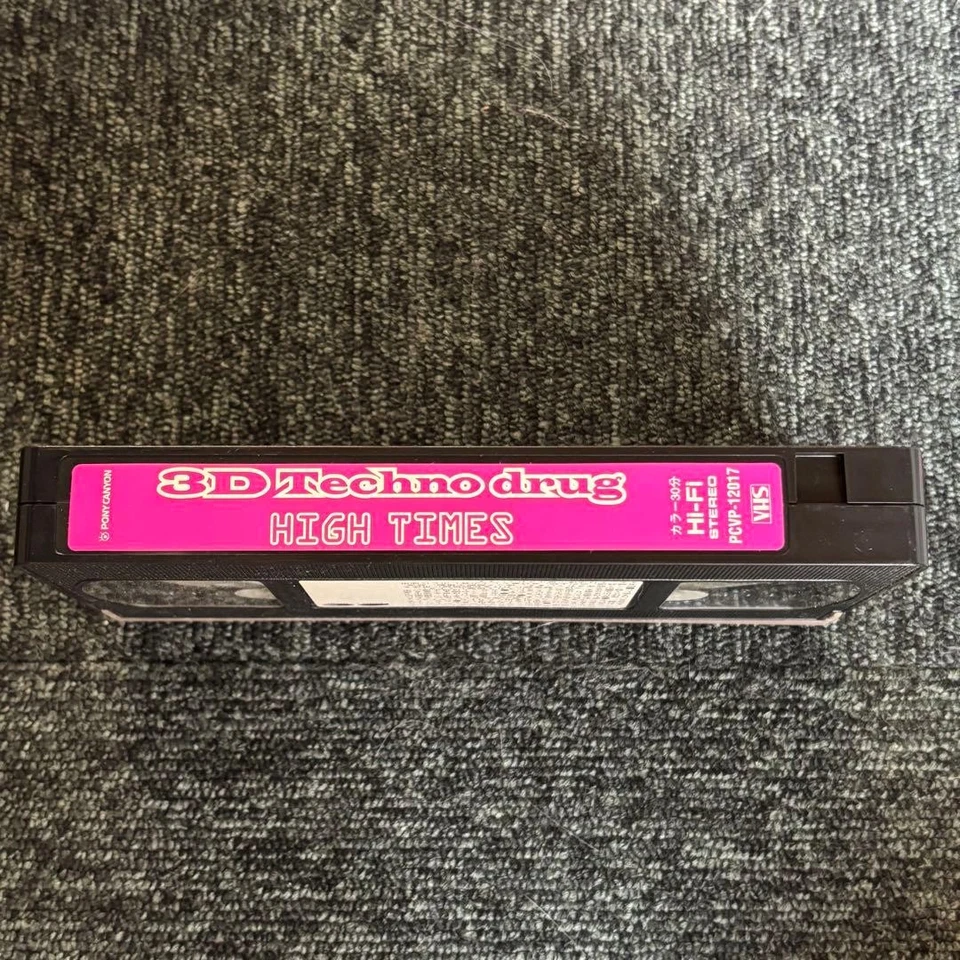 PONY CANYON
3D Techno drug
HIGH TIMES
カラー30分
Hi-Fi
STEREO
PCVP-12017
VHS